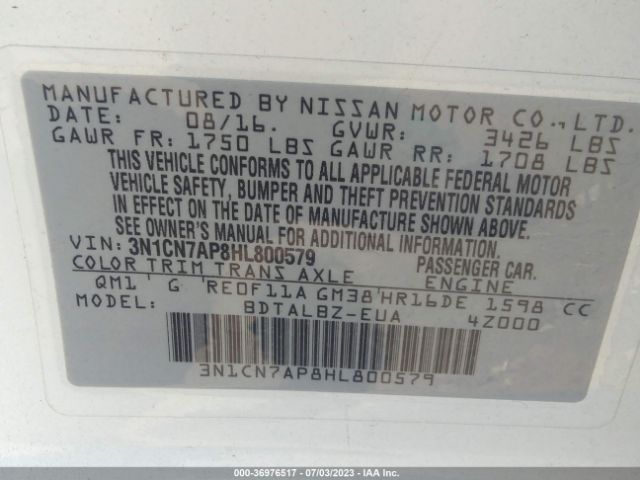 MANUFACTURED BY NISSAN MOTOR CO., LTD.
DATE: 08/16. GVWR: 3426 LBS
GAWR FR: 1750 LBS GAWR RR: 1708 LBS
THIS VEHICLE CONFORMS TO ALL APPLICABLE FEDERAL MOTOR
VEHICLE SAFETY, BUMPER AND THEFT PREVENTION STANDARDS
IN EFFECT ON THE DATE OF MANUFACTURE SHOWN ABOVE.
SEE OWNER'S MANUAL FOR ADDITIONAL INFORMATION.
VIN: 3N1CN7AP8HL800579 PASSENGER CAR.
COLOR TRIM TRANS AXLE ENGINE
QM1 ' G RE0F11A GM38'HR16DE 1598 CC
MODEL: BDTALBZ-EUA 4Z000
3N1CN7AP8HL800579
000-36976517 - 07/03/2023 - IAA Inc.